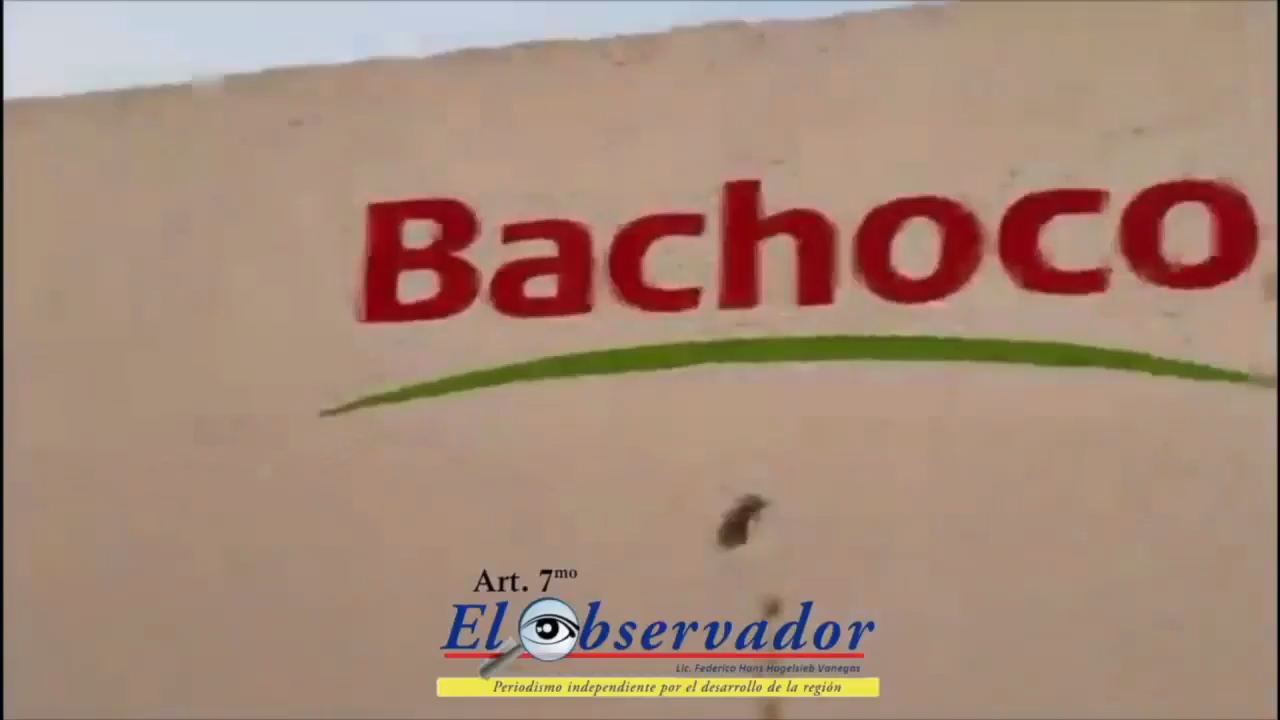 Bachoco
Art. 7mo
El Observador
Lic. Federico Hans Hagelsieb Vanegas
Periodismo independiente por el desarrollo de la región